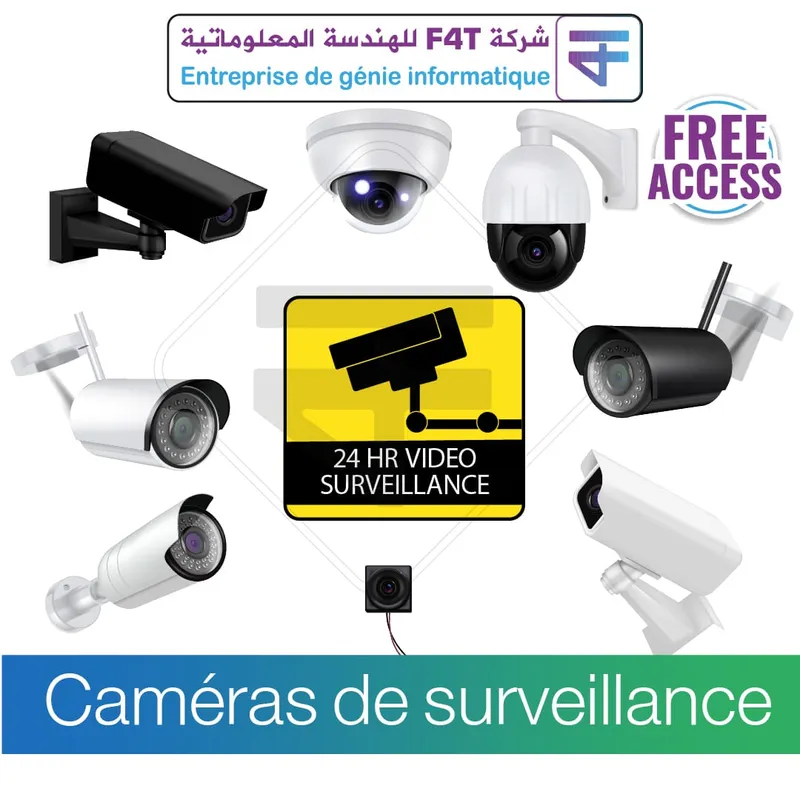 شركة F4T للهندسة المعلوماتية
Entreprise de génie informatique
FREE
ACCESS
24 HR VIDEO
SURVEILLANCE
Caméras de surveillance